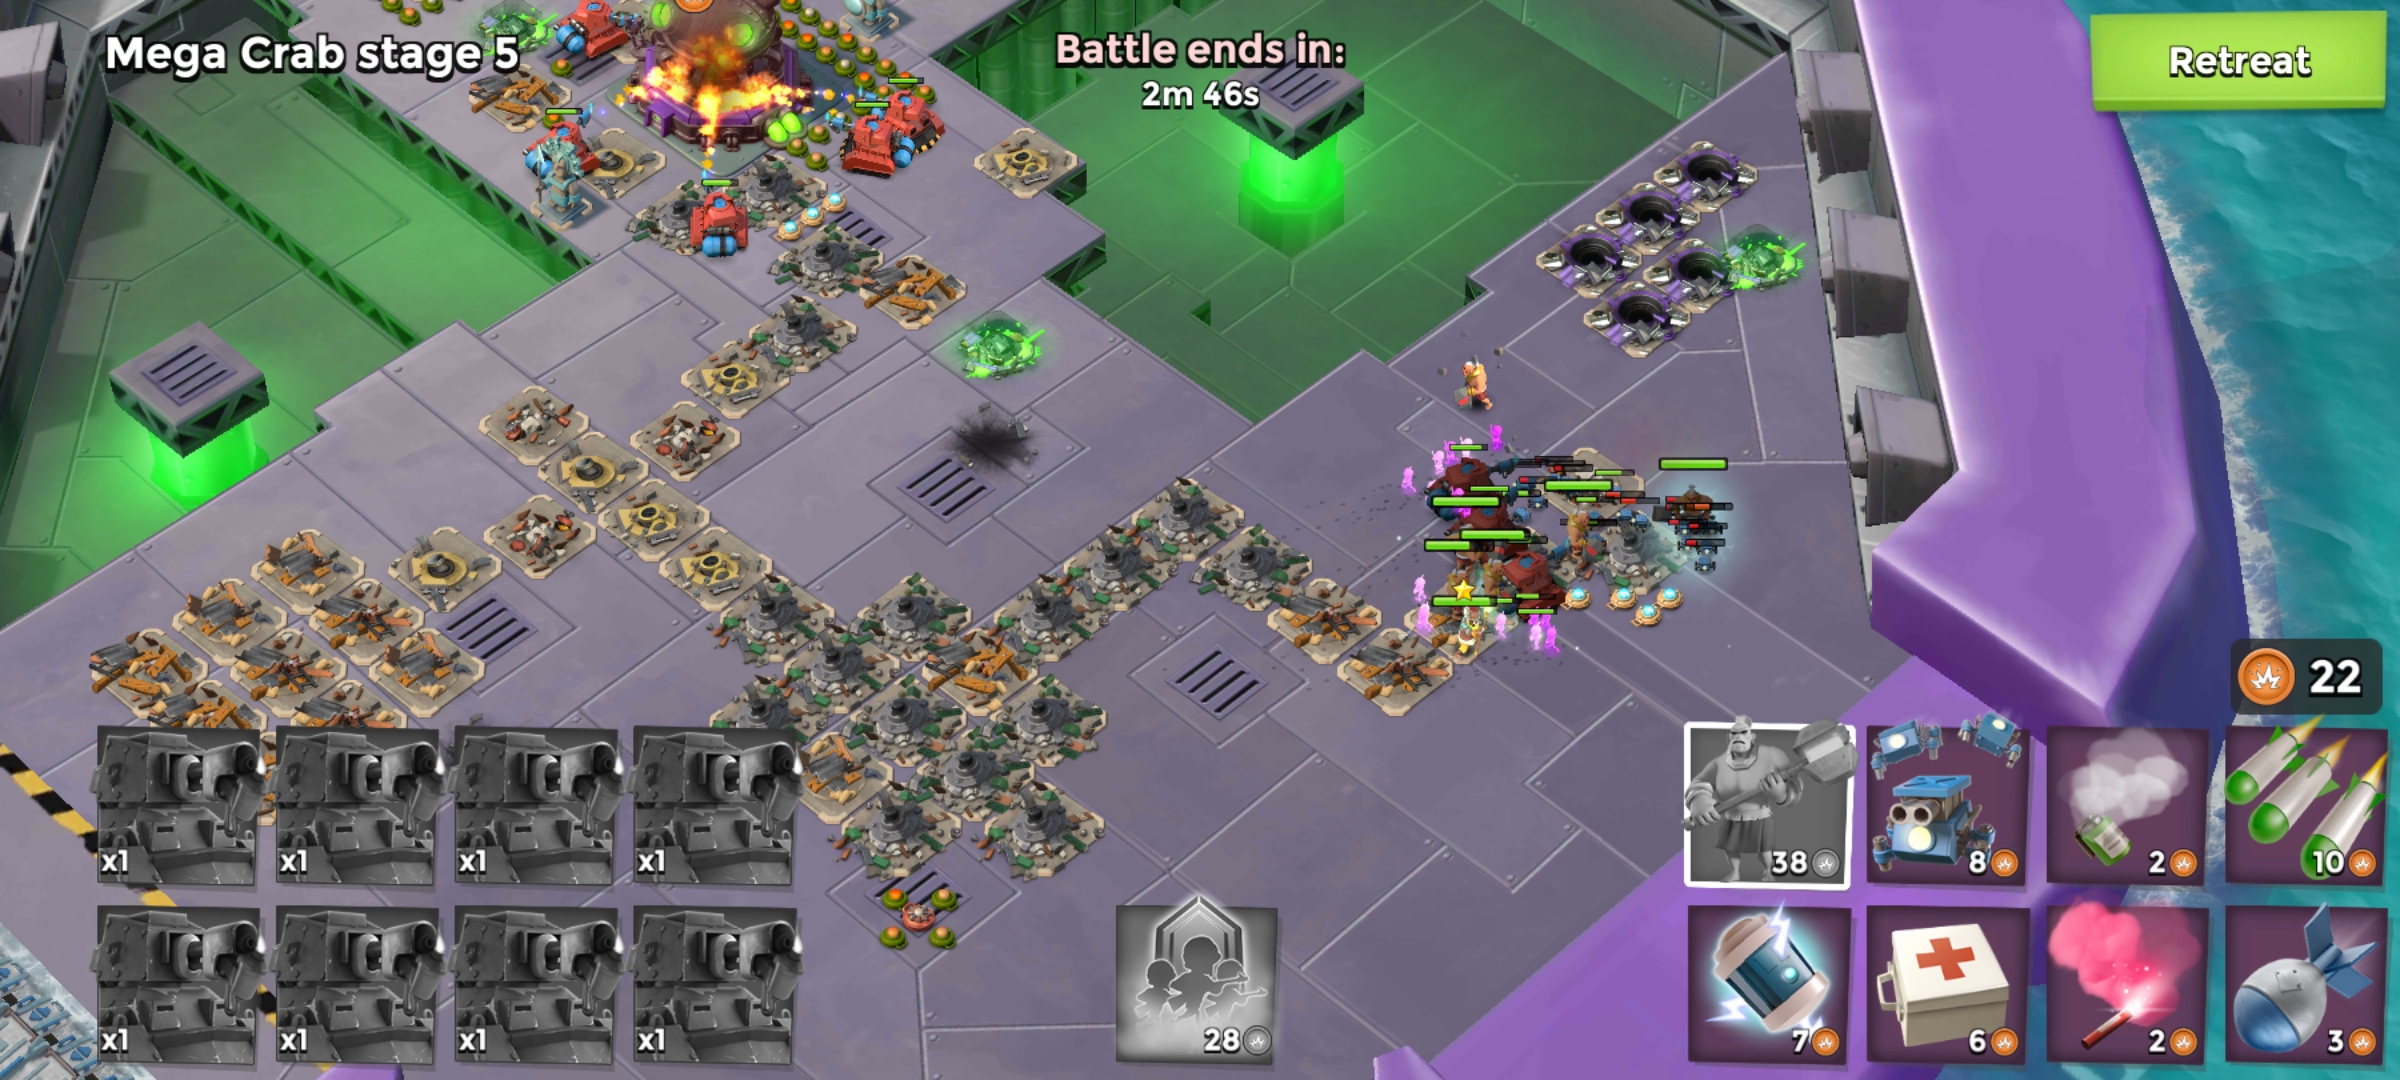 Mega Crab stage 5
Battle ends in:
2m 46s
Retreat
22
x1
x1
x1
x1
38
8
2
10
x1
x1
x1
x1
28
7
6
2
3